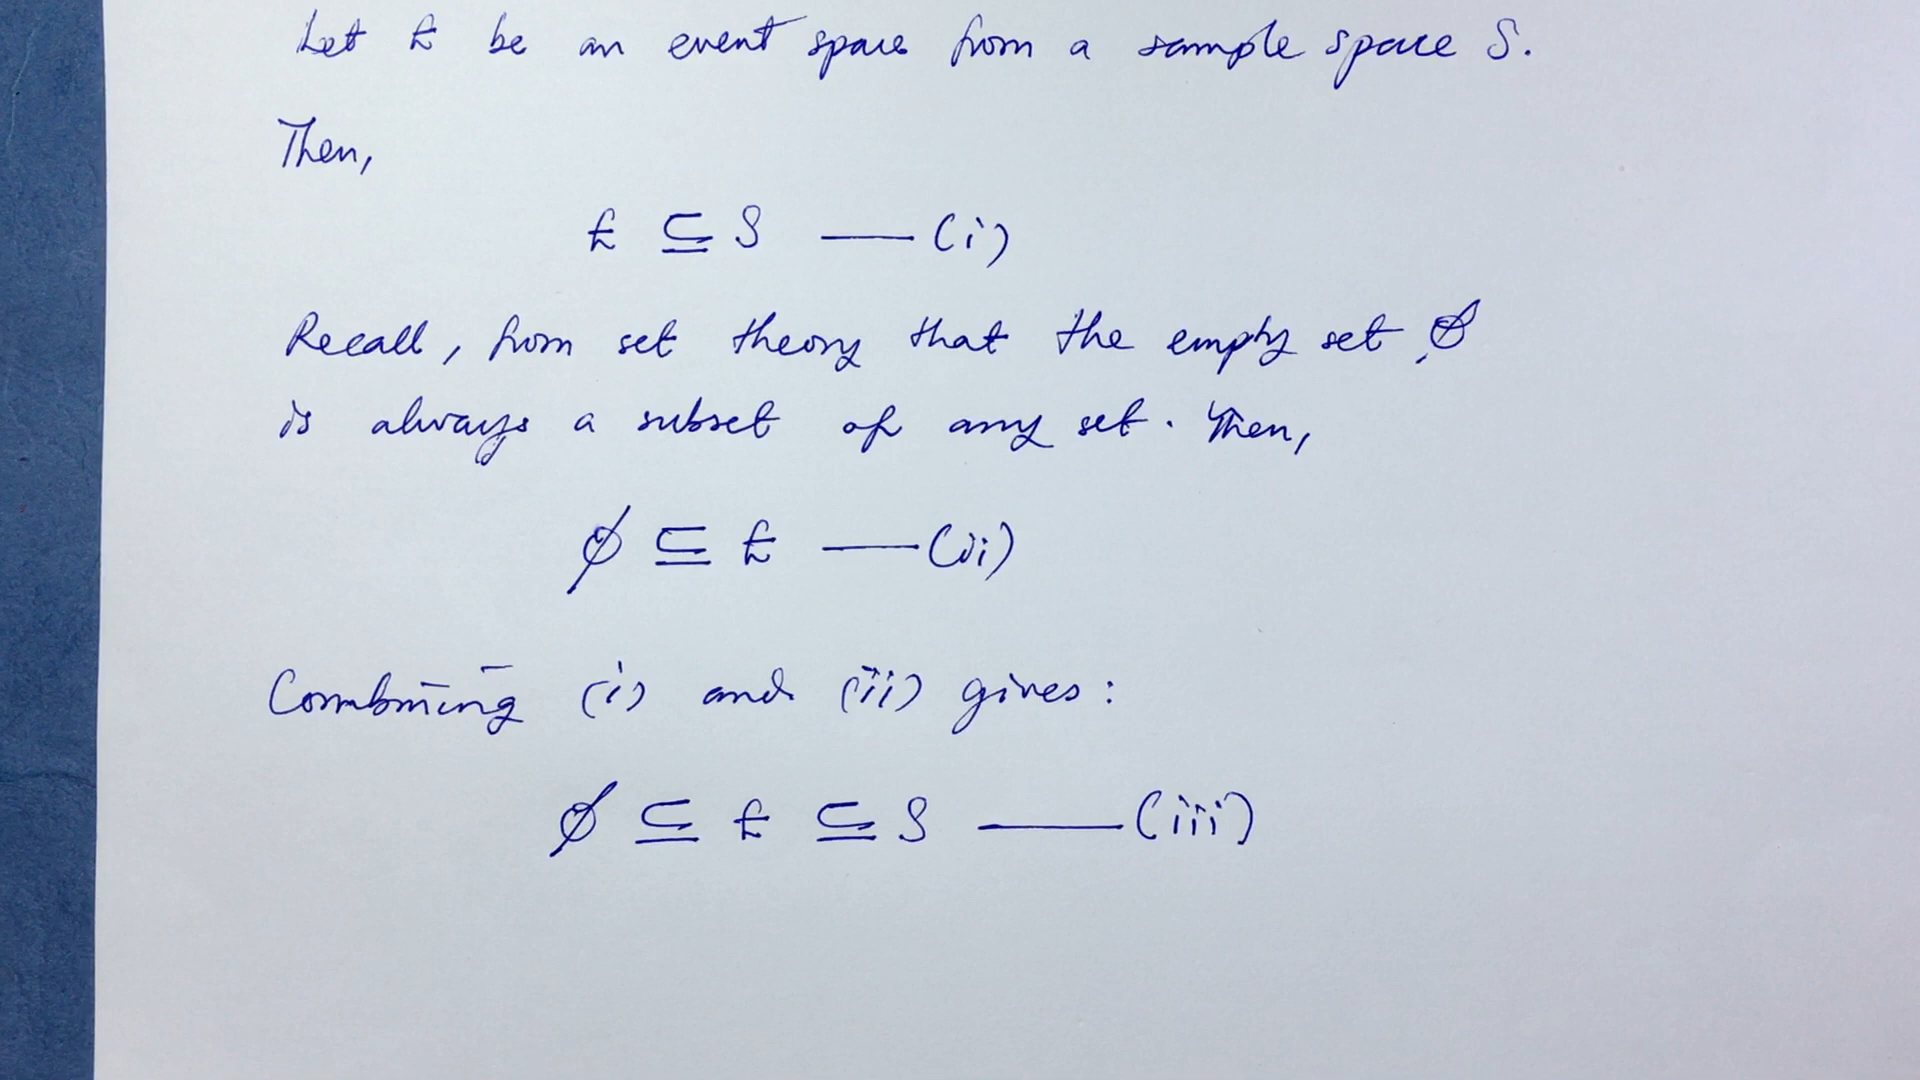 Let E be an event space from a sample space S.
Then,
E ⊆ S —— (i)
Recall, from set theory that the empty set, ∅
is always a subset of any set. Then,
∅ ⊆ E —— (ii)
Combining (i) and (ii) gives:
∅ ⊆ E ⊆ S —— (iii)